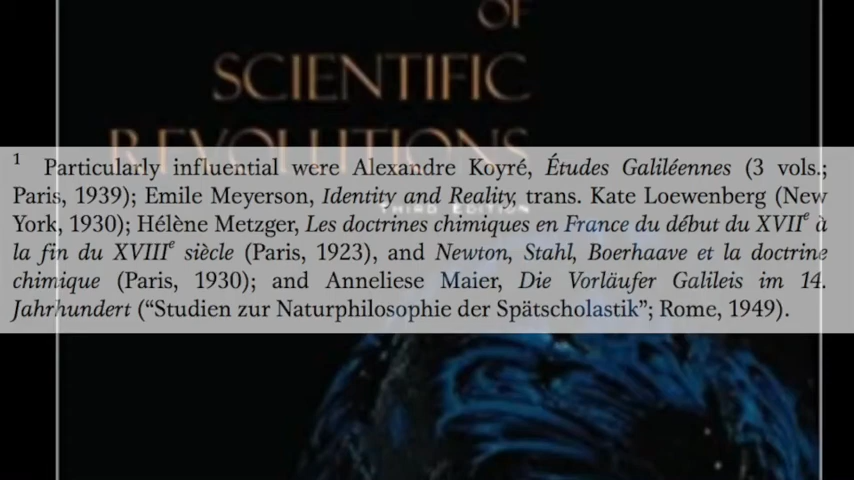 OF
SCIENTIFIC
REVOLUTIONS
1 Particularly influential were Alexandre Koyré, Études Galiléennes (3 vols.;
Paris, 1939); Emile Meyerson, Identity and Reality, trans. Kate Loewenberg (New
THIRD EDITION
York, 1930); Hélène Metzger, Les doctrines chimiques en France du début du XVIIe à
la fin du XVIIIe siècle (Paris, 1923), and Newton, Stahl, Boerhaave et la doctrine
chimique (Paris, 1930); and Anneliese Maier, Die Vorläufer Galileis im 14.
Jahrhundert (“Studien zur Naturphilosophie der Spätscholastik”; Rome, 1949).